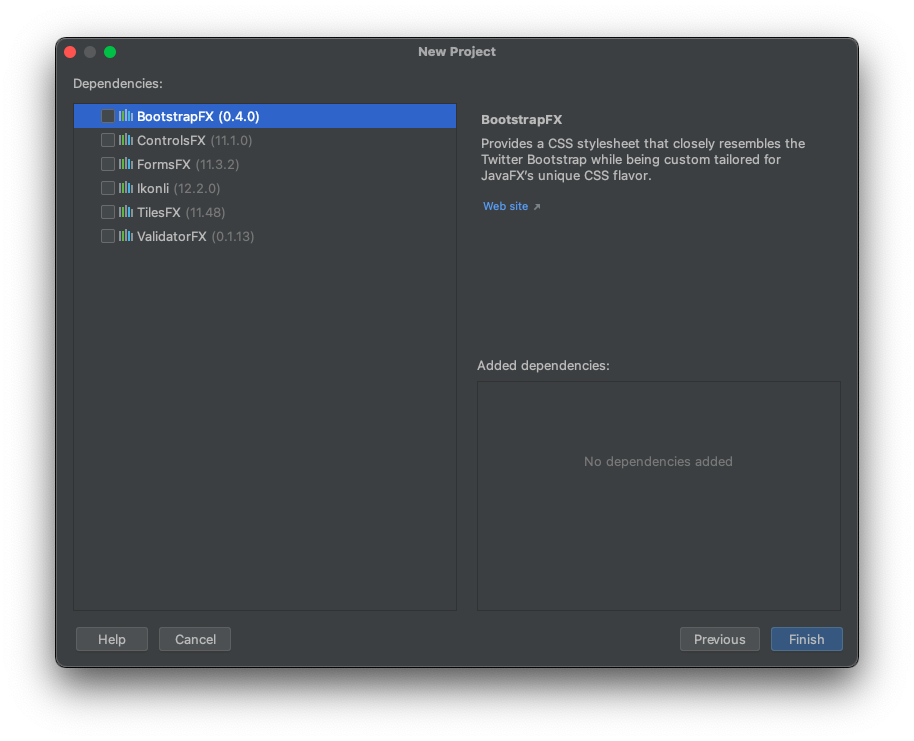 New Project
Dependencies:
BootstrapFX (0.4.0)
ControlsFX (11.1.0)
FormsFX (11.3.2)
Ikonli (12.2.0)
TilesFX (11.48)
ValidatorFX (0.1.13)
BootstrapFX
Provides a CSS stylesheet that closely resembles the
Twitter Bootstrap while being custom tailored for
JavaFX's unique CSS flavor.
Web site ↗
Added dependencies:
No dependencies added
Help
Cancel
Previous
Finish